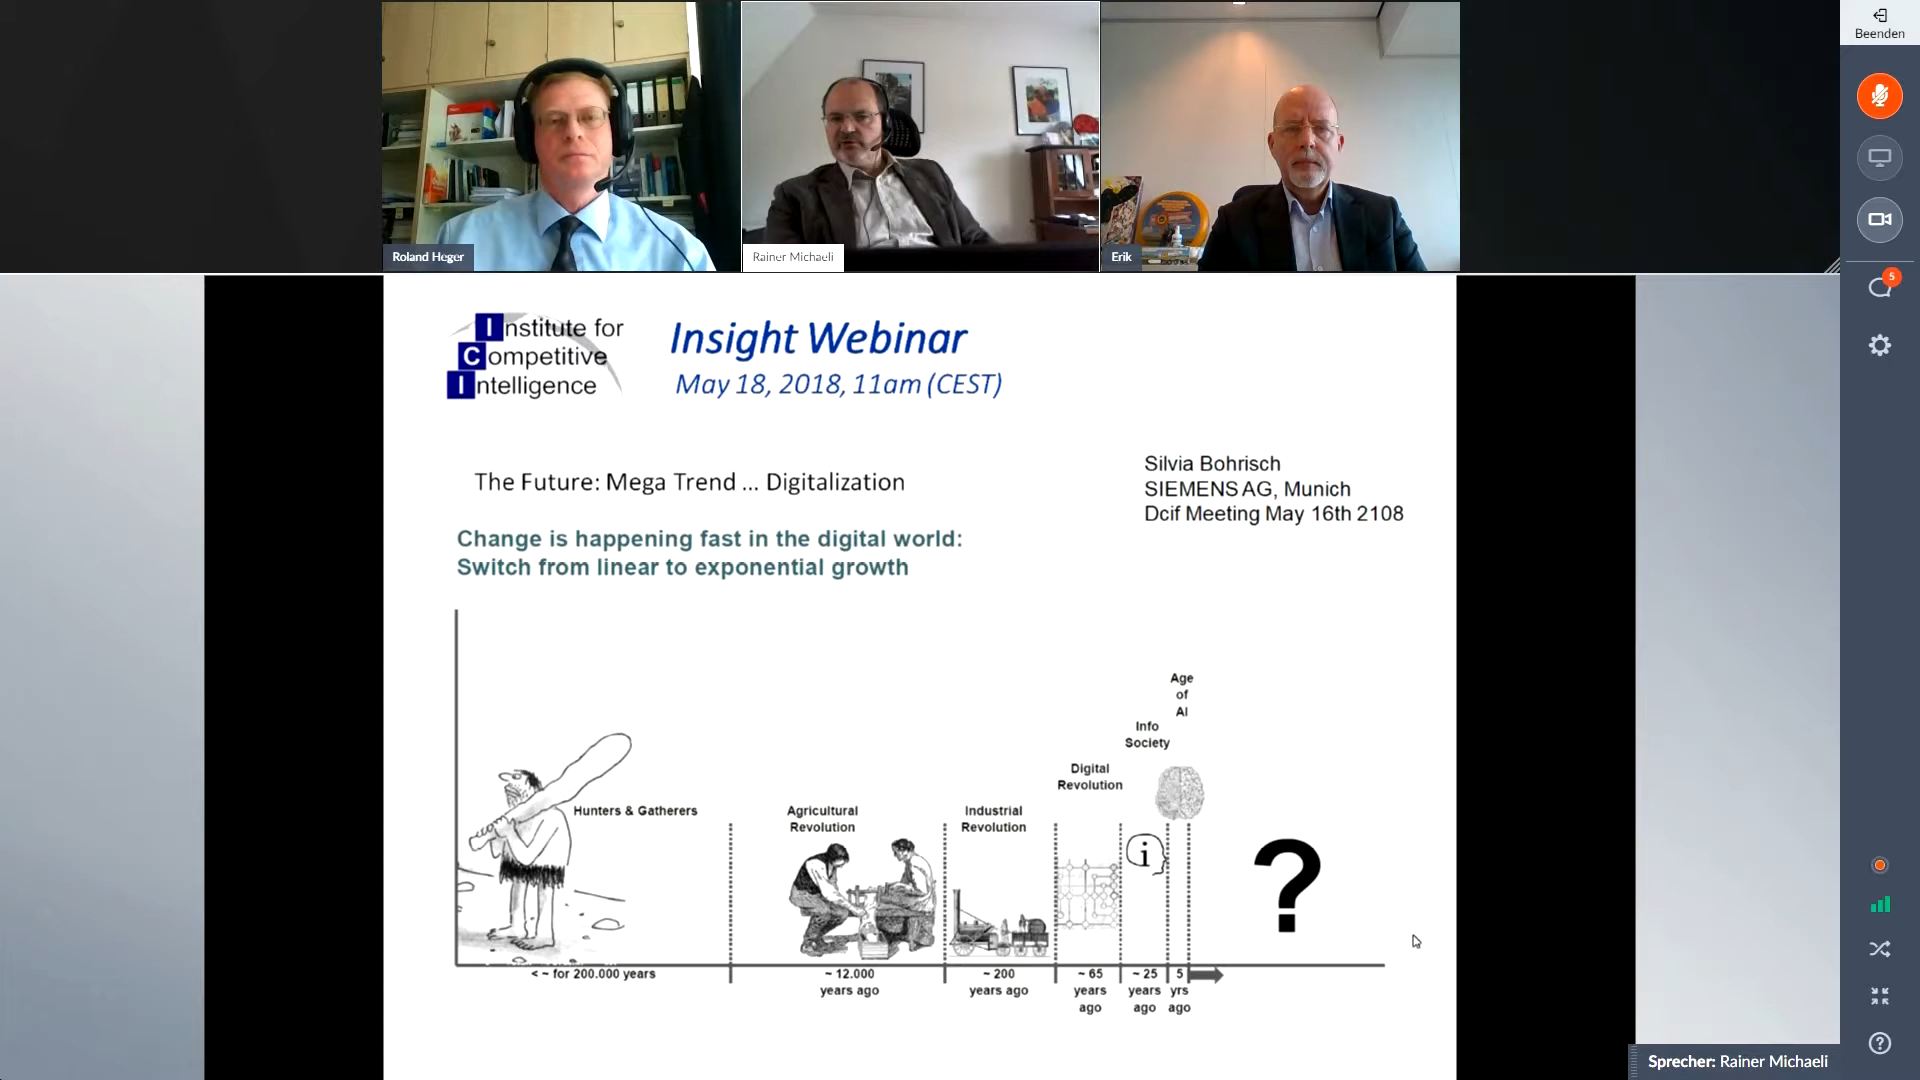 Beenden
Roland Heger
Rainer Michaeli
Erik
5
Institute for
Competitive
Intelligence
Insight Webinar
May 18, 2018, 11am (CEST)
The Future: Mega Trend ... Digitalization
Silvia Bohrisch
SIEMENS AG, Munich
Dcif Meeting May 16th 2108
Change is happening fast in the digital world:
Switch from linear to exponential growth
Age
of
AI
Info
Society
Digital
Revolution
Hunters & Gatherers
Agricultural
Revolution
Industrial
Revolution
i
?
< ~ for 200.000 years
~ 12.000
years ago
~ 200
years ago
~ 65
years
ago
~ 25
years
ago
5
yrs
ago
Sprecher: Rainer Michaeli